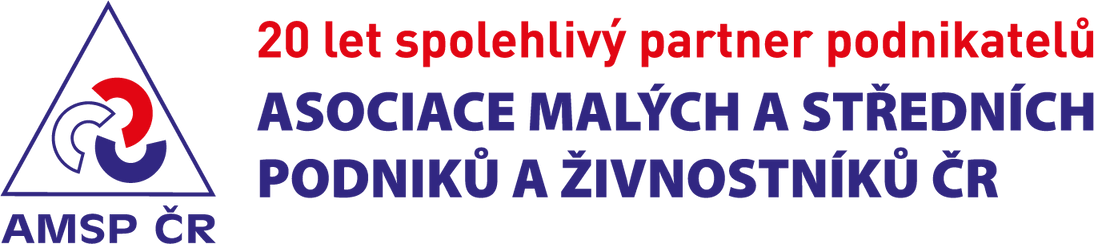 20 let spolehlivý partner podnikatelů
ASOCIACE MALÝCH A STŘEDNÍCH
PODNIKŮ A ŽIVNOSTNÍKŮ ČR
AMSP ČR